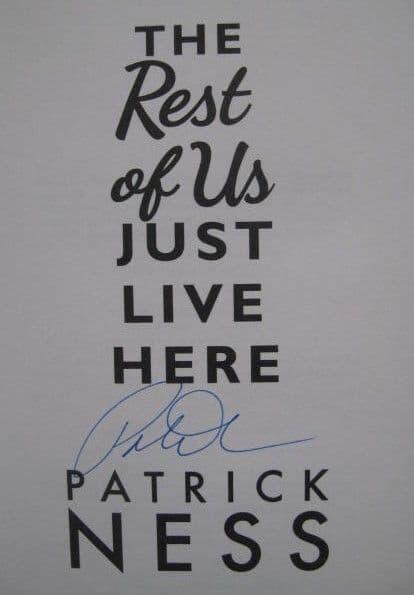 THE
Rest
of Us
JUST
LIVE
HERE
PATRICK
NESS